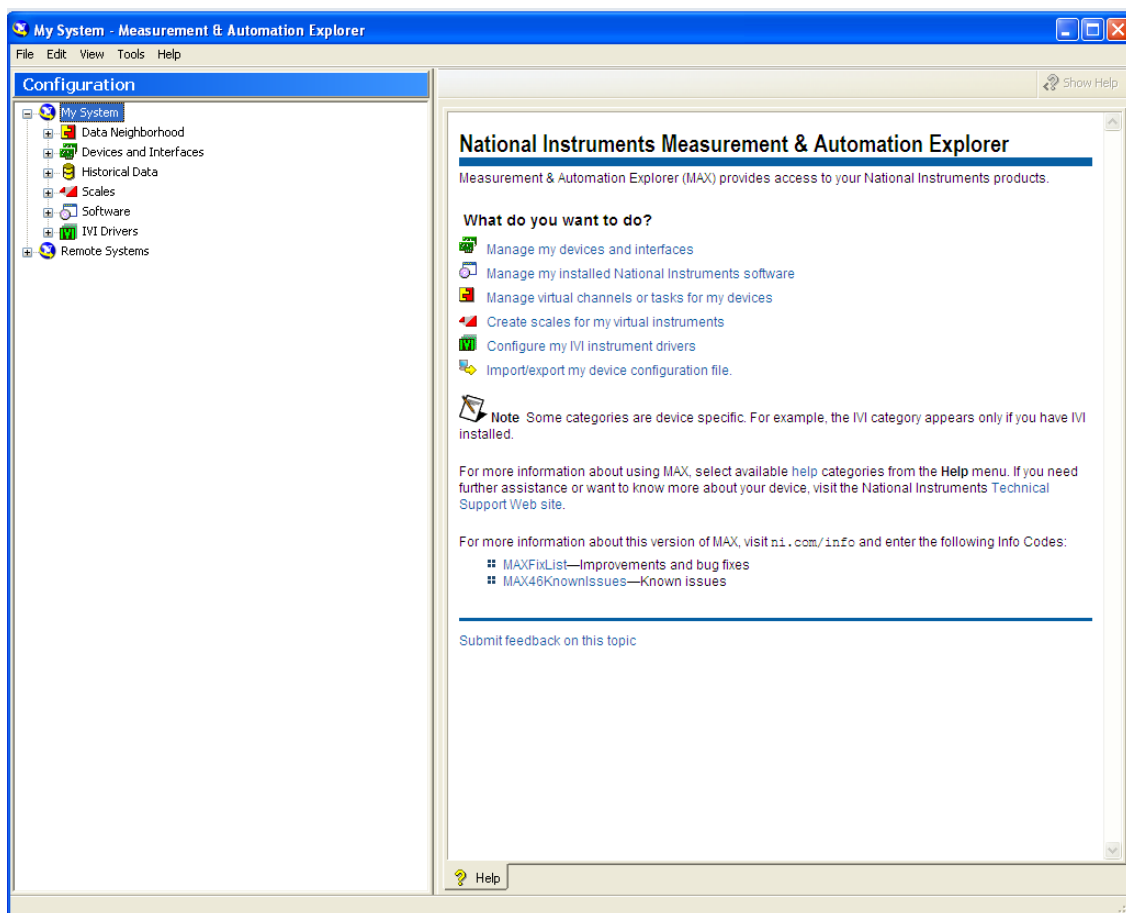 My System - Measurement & Automation Explorer
File Edit View Tools Help
Configuration
Show Help
My System
Data Neighborhood
Devices and Interfaces
Historical Data
Scales
Software
IVI Drivers
Remote Systems
National Instruments Measurement & Automation Explorer
Measurement & Automation Explorer (MAX) provides access to your National Instruments products.
What do you want to do?
Manage my devices and interfaces
Manage my installed National Instruments software
Manage virtual channels or tasks for my devices
Create scales for my virtual instruments
Configure my IVI instrument drivers
Import/export my device configuration file.
Note Some categories are device specific. For example, the IVI category appears only if you have IVI
installed.
For more information about using MAX, select available help categories from the Help menu. If you need
further assistance or want to know more about your device, visit the National Instruments Technical
Support Web site.
For more information about this version of MAX, visit ni.com/info and enter the following Info Codes:
MAXFixList—Improvements and bug fixes
MAX46KnownIssues—Known issues
Submit feedback on this topic
Help